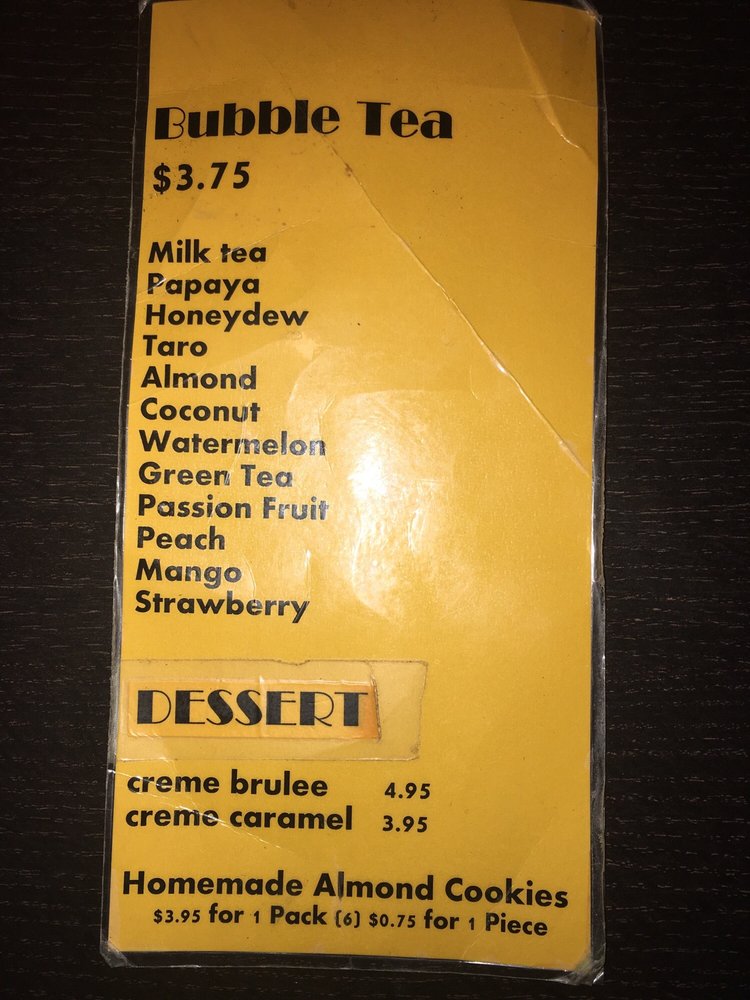 Bubble Tea
$3.75
Milk tea
Papaya
Honeydew
Taro
Almond
Coconut
Watermelon
Green Tea
Passion Fruit
Peach
Mango
Strawberry
DESSERT
creme brulee 4.95
creme caramel 3.95
Homemade Almond Cookies
$3.95 for 1 Pack (6) $0.75 for 1 Piece